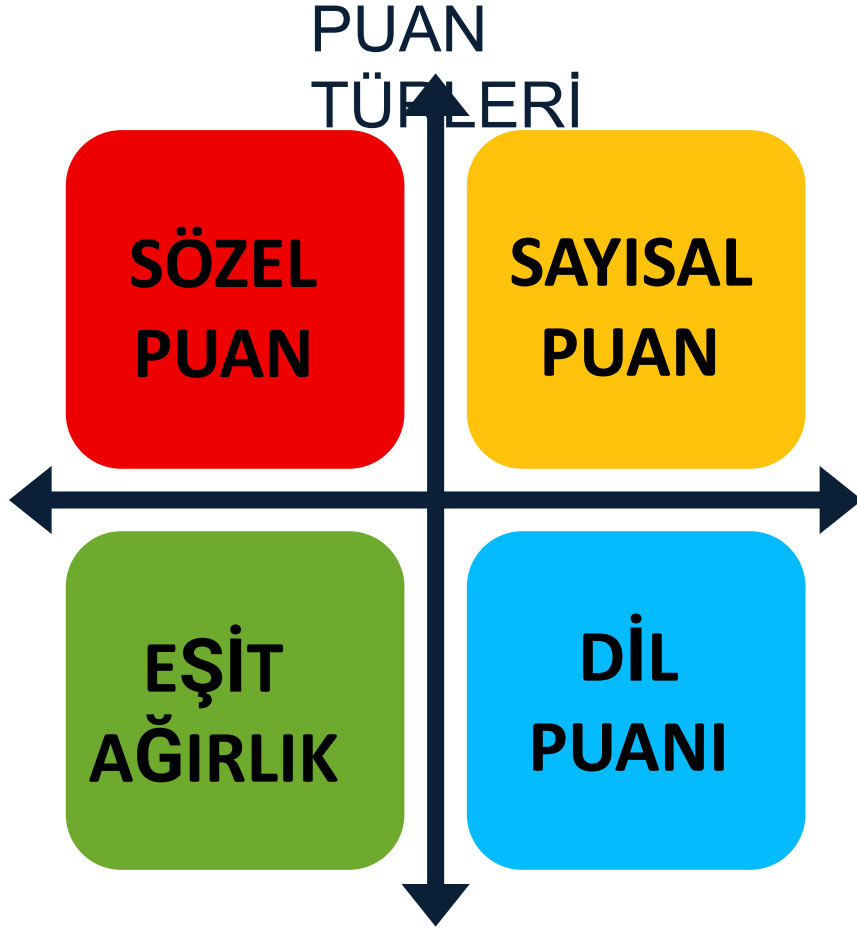 PUAN
TÜRLERİ
SÖZEL
PUAN
SAYISAL
PUAN
EŞİT
AĞIRLIK
DİL
PUANI